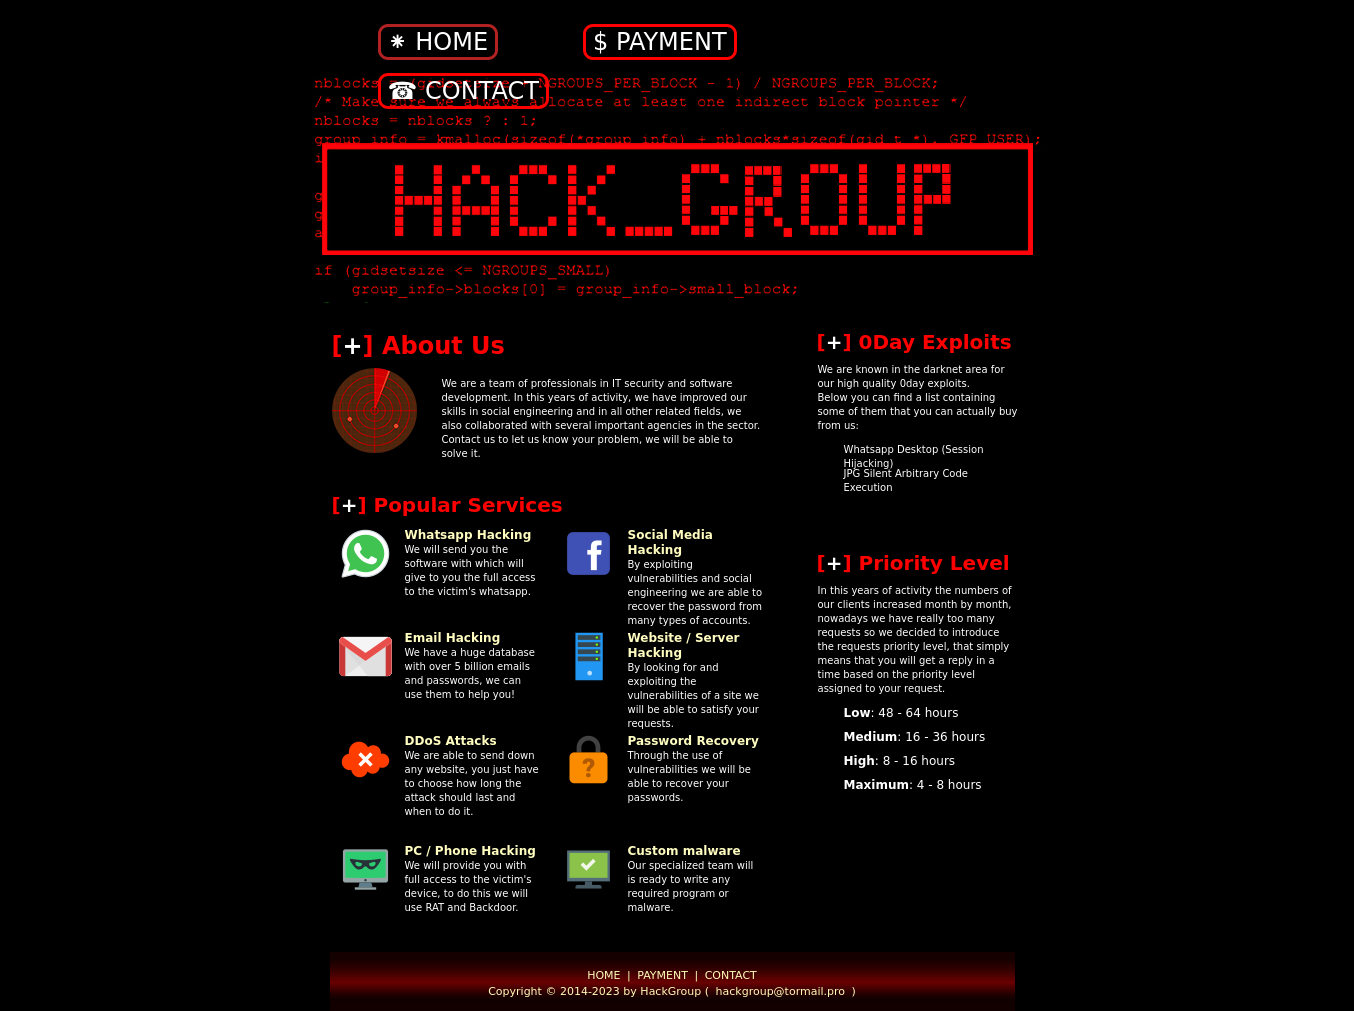 ⁕ HOME
$ PAYMENT
☎ CONTACT
/* Make sure we always allocate at least one indirect block pointer */
nblocks = nblocks ? : 1;
group_info = kmalloc(sizeof(*group_info) + nblocks*sizeof(gid_t *), GFP_USER);
HACK_GROUP
if (gidsetsize <= NGROUPS_SMALL)
group_info->blocks[0] = group_info->small_block;
[+] About Us
We are a team of professionals in IT security and software
development. In this years of activity, we have improved our
skills in social engineering and in all other related fields, we
also collaborated with several important agencies in the sector.
Contact us to let us know your problem, we will be able to
solve it.
[+] Popular Services
Whatsapp Hacking
We will send you the
software with which will
give to you the full access
to the victim's whatsapp.
Social Media
Hacking
By exploiting
vulnerabilities and social
engineering we are able to
recover the password from
many types of accounts.
Email Hacking
We have a huge database
with over 5 billion emails
and passwords, we can
use them to help you!
Website / Server
Hacking
By looking for and
exploiting the
vulnerabilities of a site we
will be able to satisfy your
requests.
DDoS Attacks
We are able to send down
any website, you just have
to choose how long the
attack should last and
when to do it.
Password Recovery
Through the use of
vulnerabilities we will be
able to recover your
passwords.
PC / Phone Hacking
We will provide you with
full access to the victim's
device, to do this we will
use RAT and Backdoor.
Custom malware
Our specialized team will
is ready to write any
required program or
malware.
[+] 0Day Exploits
We are known in the darknet area for
our high quality 0day exploits.
Below you can find a list containing
some of them that you can actually buy
from us:
Whatsapp Desktop (Session
Hijacking)
JPG Silent Arbitrary Code
Execution
[+] Priority Level
In this years of activity the numbers of
our clients increased month by month,
nowadays we have really too many
requests so we decided to introduce
the requests priority level, that simply
means that you will get a reply in a
time based on the priority level
assigned to your request.
Low: 48 - 64 hours
Medium: 16 - 36 hours
High: 8 - 16 hours
Maximum: 4 - 8 hours
HOME | PAYMENT | CONTACT
Copyright © 2014-2023 by HackGroup ( hackgroup@tormail.pro )